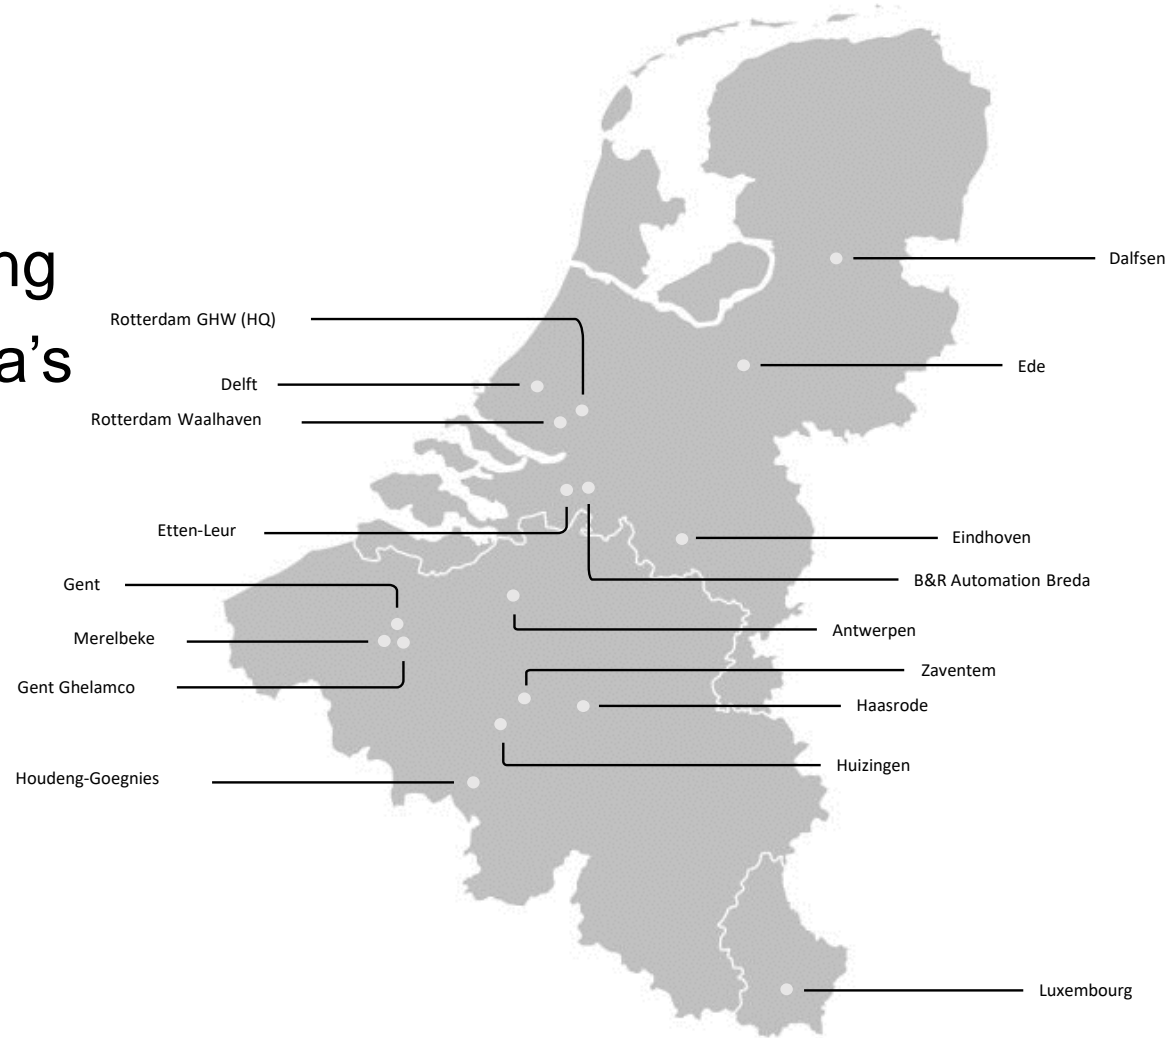 ng
a's
Dalfsen
Rotterdam GHW (HQ)
Ede
Delft
Rotterdam Waalhaven
Etten-Leur
Eindhoven
B&R Automation Breda
Gent
Antwerpen
Merelbeke
Zaventem
Gent Ghelamco
Haasrode
Huizingen
Houdeng-Goegnies
Luxembourg